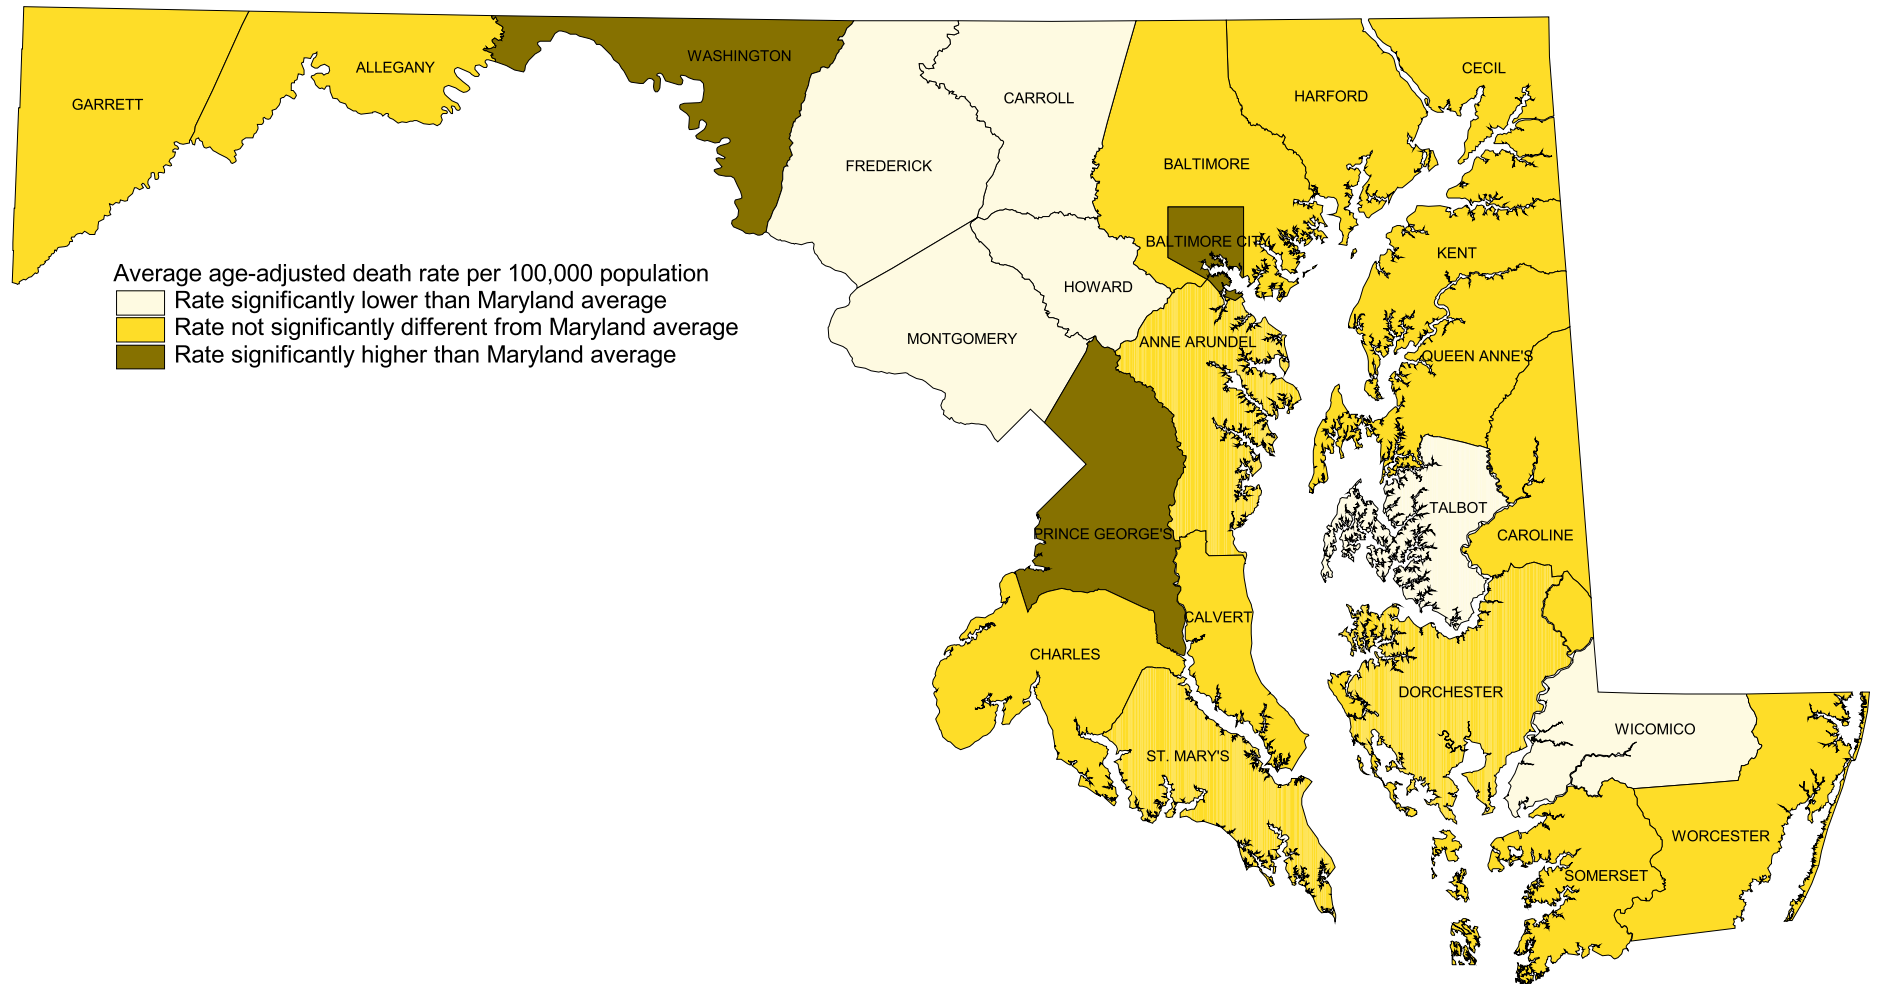 WASHINGTON
ALLEGANY
CECIL
GARRETT
CARROLL
HARFORD
FREDERICK
BALTIMORE
BALTIMORE CITY
KENT
Average age-adjusted death rate per 100,000 population
Rate significantly lower than Maryland average
Rate not significantly different from Maryland average
Rate significantly higher than Maryland average
HOWARD
MONTGOMERY
ANNE ARUNDEL
QUEEN ANNE'S
TALBOT
PRINCE GEORGE'S
CAROLINE
CALVERT
CHARLES
DORCHESTER
WICOMICO
ST. MARY'S
WORCESTER
SOMERSET